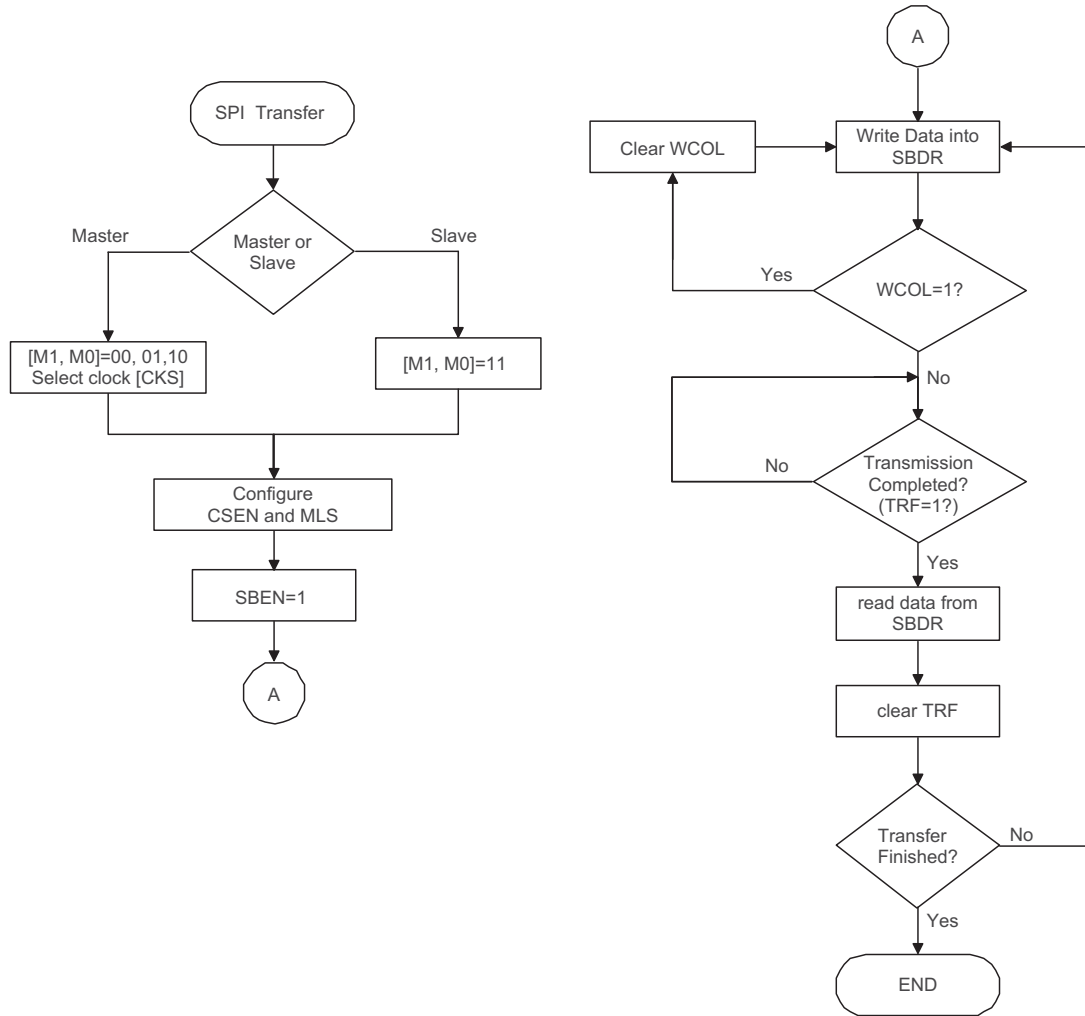 SPI Transfer
Master or
Slave
Master
Slave
[M1, M0]=00, 01,10
Select clock [CKS]
[M1, M0]=11
Configure
CSEN and MLS
SBEN=1
A
A
Write Data into
SBDR
Clear WCOL
WCOL=1?
Yes
No
Transmission
Completed?
(TRF=1?)
No
Yes
read data from
SBDR
clear TRF
Transfer
Finished?
No
Yes
END